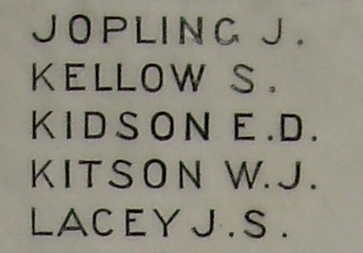 JOPLING J.
KELLOW S.
KIDSON E.D.
KITSON W.J.
LACEY J.S.